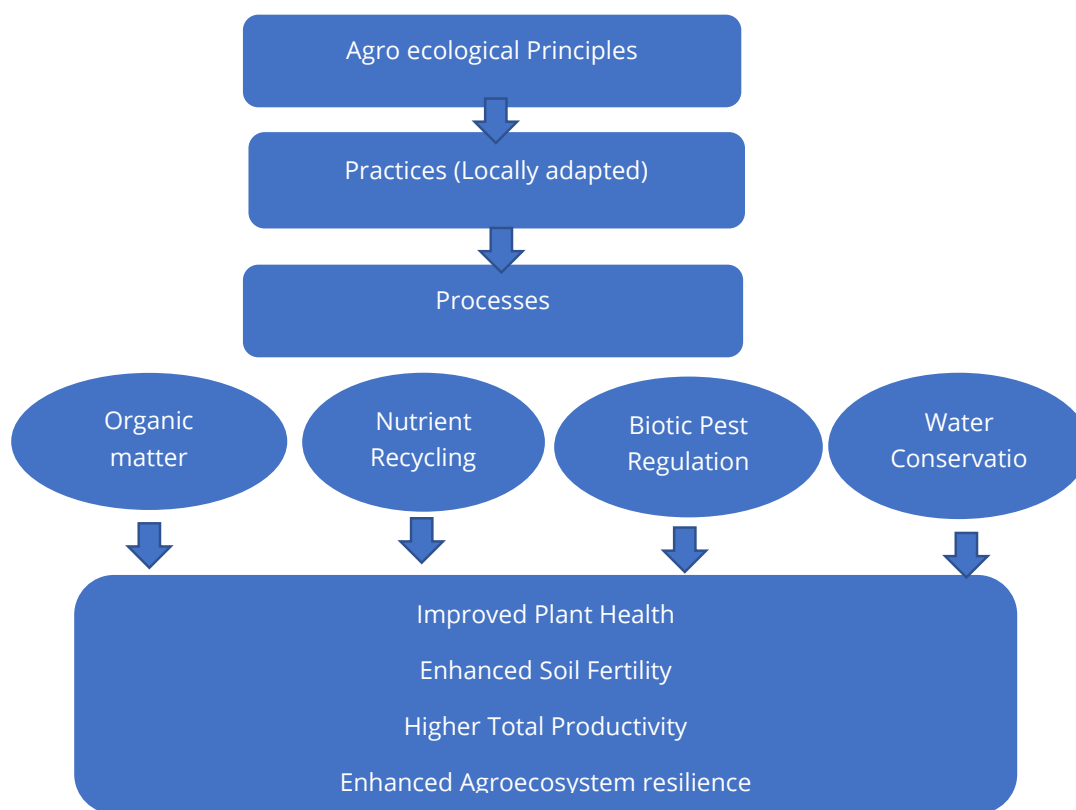 Agro ecological Principles
Practices (Locally adapted)
Processes
Organic
matter
Nutrient
Recycling
Biotic Pest
Regulation
Water
Conservatio
Improved Plant Health
Enhanced Soil Fertility
Higher Total Productivity
Enhanced Agroecosystem resilience